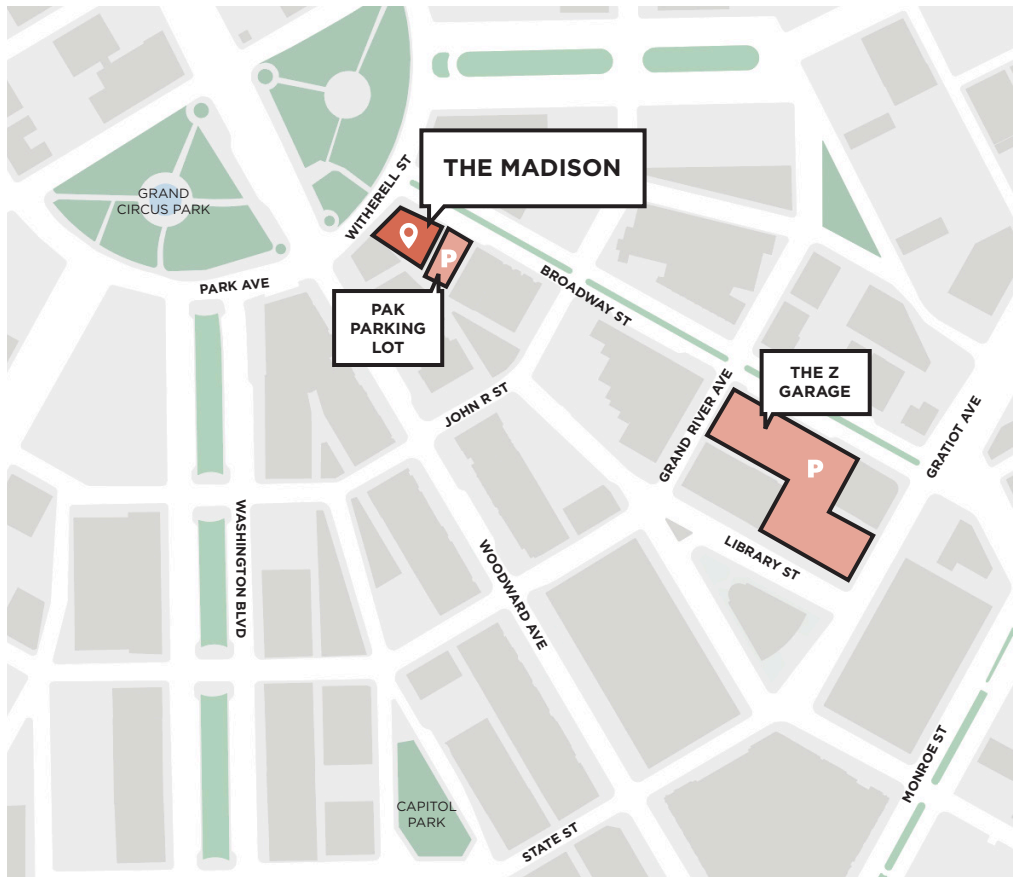 THE MADISON
WITHERELL ST
GRAND
CIRCUS PARK
P
PARK AVE
BROADWAY ST
PAK
PARKING
LOT
THE Z
GARAGE
JOHN R ST
GRAND RIVER AVE
GRATIOT AVE
P
WASHINGTON BLVD
WOODWARD AVE
LIBRARY ST
MONROE ST
CAPITOL
PARK
STATE ST